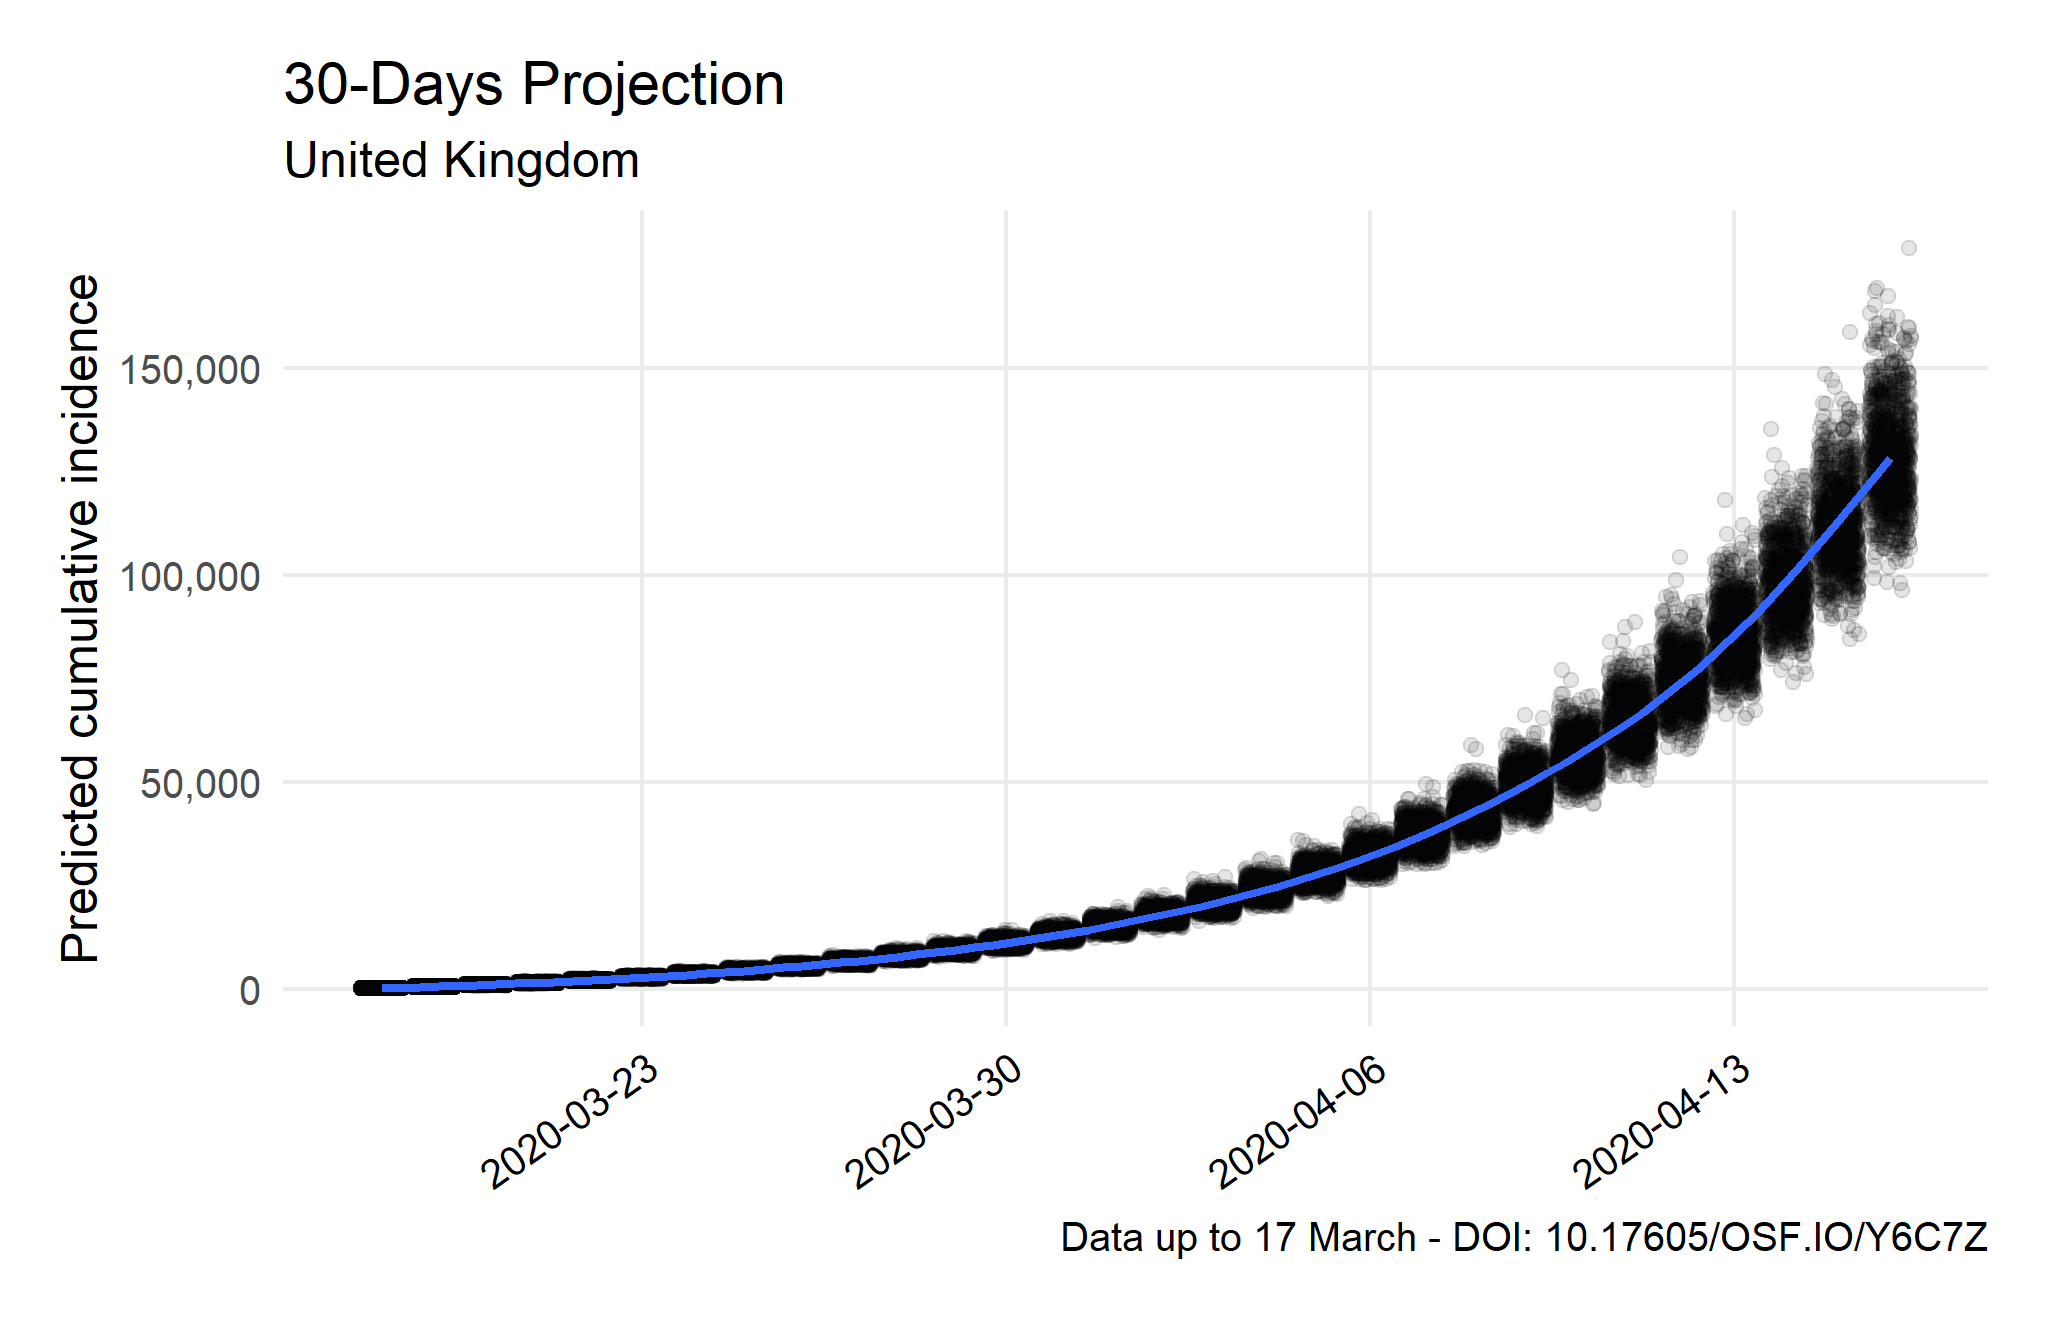 30-Days Projection
United Kingdom
Predicted cumulative incidence
150,000
100,000
50,000
0
2020-03-23
2020-03-30
2020-04-06
2020-04-13
Data up to 17 March - DOI: 10.17605/OSF.IO/Y6C7Z